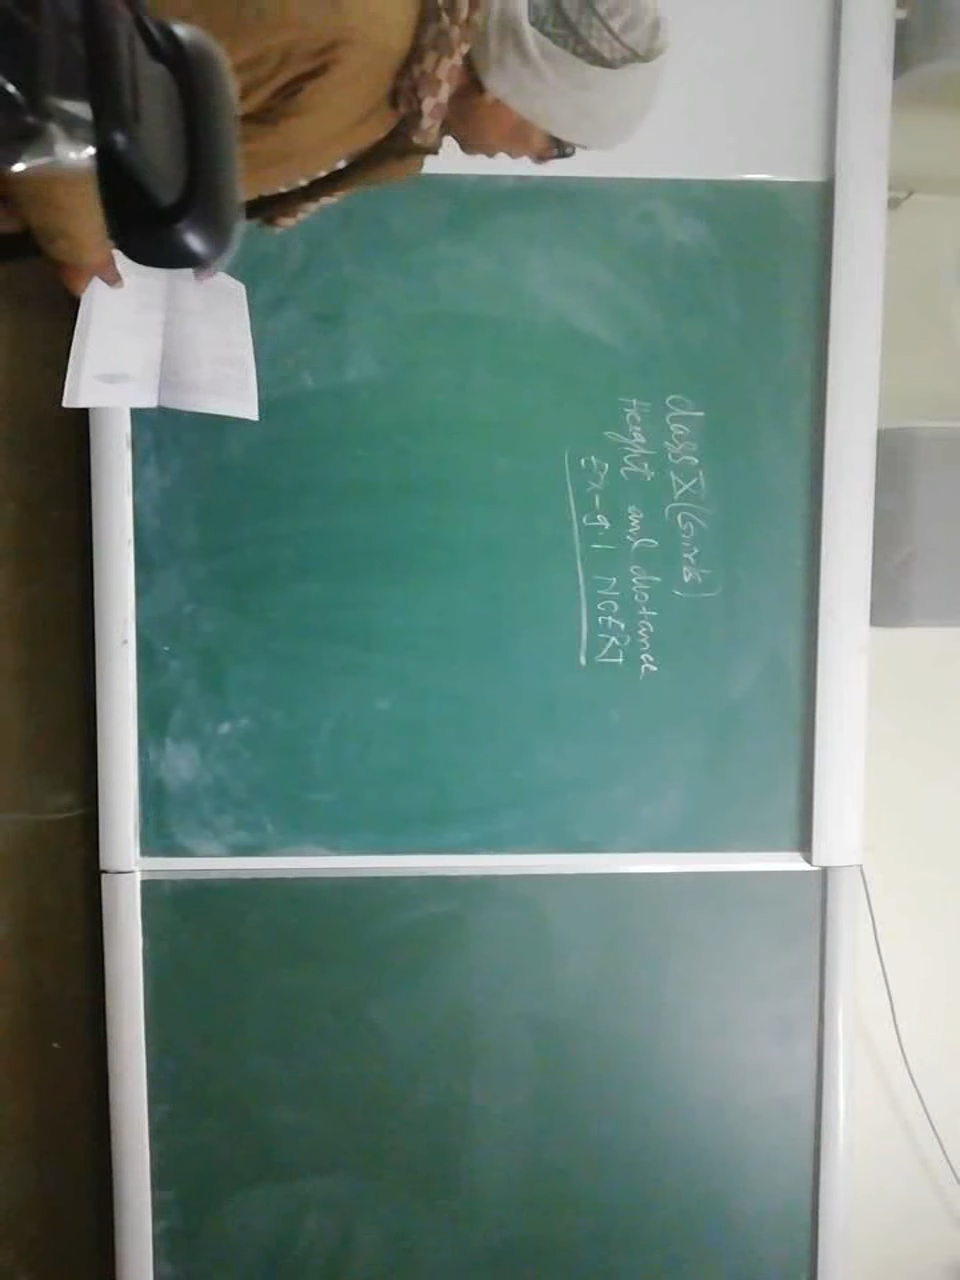 class X (Girls)
Height and distance
Ex-9.1 NCERT